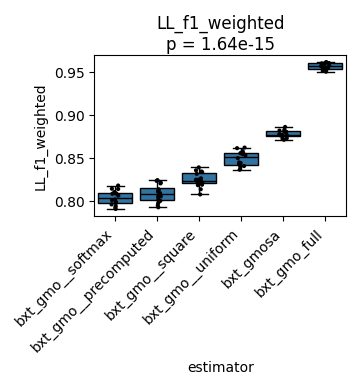 LL_f1_weighted
p = 1.64e-15
LL_f1_weighted
0.95
0.90
0.85
0.80
bxt_gmo__softmax
bxt_gmo__precomputed
bxt_gmo__square
bxt_gmo__uniform
bxt_gmosa
bxt_gmo_full
estimator